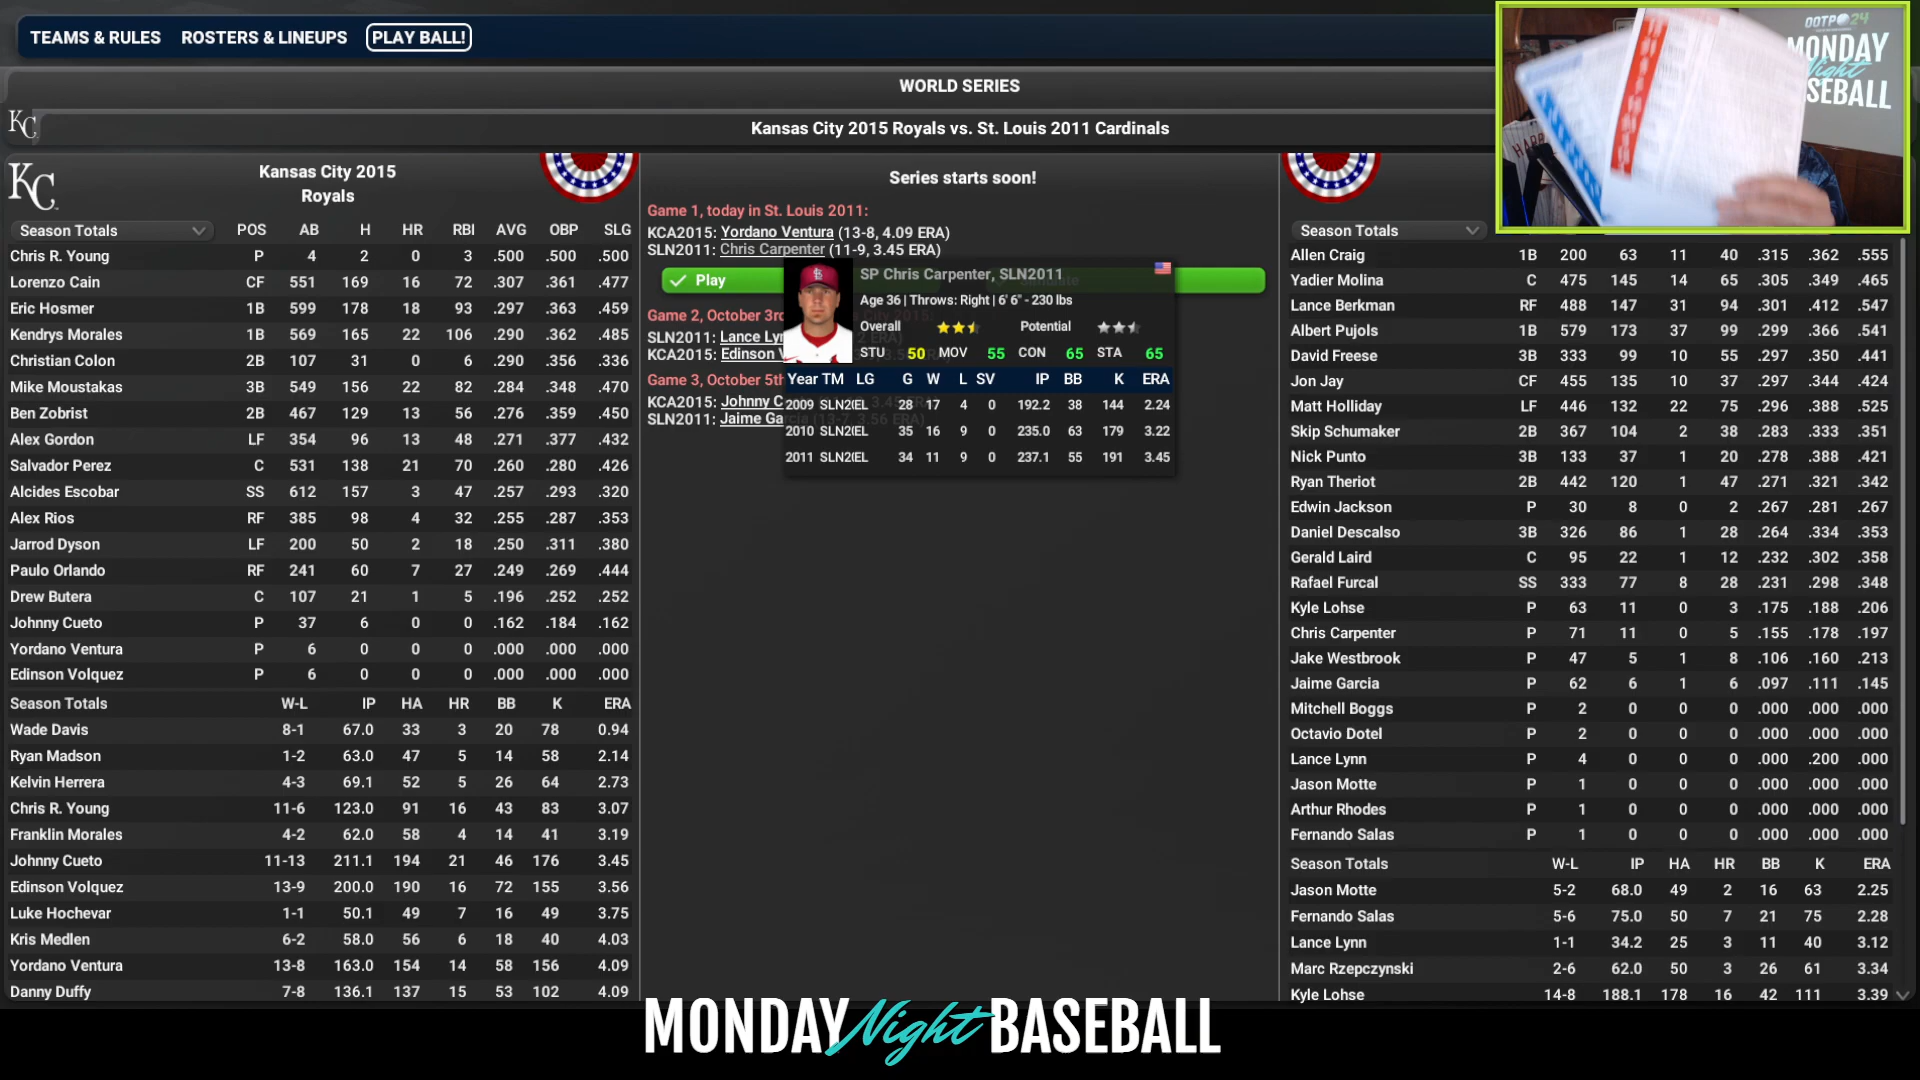 TEAMS & RULES ROSTERS & LINEUPS PLAY BALL!
WORLD SERIES
Kansas City 2015 Royals vs. St. Louis 2011 Cardinals
Kansas City 2015
Royals
Season Totals POS AB H HR RBI AVG OBP SLG
Chris R. Young P 4 2 0 3 .500 .500 .500
Lorenzo Cain CF 551 169 16 72 .307 .361 .477
Eric Hosmer 1B 599 178 18 93 .297 .363 .459
Kendrys Morales 1B 569 165 22 106 .290 .362 .485
Christian Colon 2B 107 31 0 6 .290 .356 .336
Mike Moustakas 3B 549 156 22 82 .284 .348 .470
Ben Zobrist 2B 467 129 13 56 .276 .359 .450
Alex Gordon LF 354 96 13 48 .271 .377 .432
Salvador Perez C 531 138 21 70 .260 .280 .426
Alcides Escobar SS 612 157 3 47 .257 .293 .320
Alex Rios RF 385 98 4 32 .255 .287 .353
Jarrod Dyson LF 200 50 2 18 .250 .311 .380
Paulo Orlando RF 241 60 7 27 .249 .269 .444
Drew Butera C 107 21 1 5 .196 .252 .252
Johnny Cueto P 37 6 0 0 .162 .184 .162
Yordano Ventura P 6 0 0 0 .000 .000 .000
Edinson Volquez P 6 0 0 0 .000 .000 .000
Season Totals W-L IP HA HR BB K ERA
Wade Davis 8-1 67.0 33 3 20 78 0.94
Ryan Madson 1-2 63.0 47 5 14 58 2.14
Kelvin Herrera 4-3 69.1 52 5 26 64 2.73
Chris R. Young 11-6 123.0 91 16 43 83 3.07
Franklin Morales 4-2 62.0 58 4 14 41 3.19
Johnny Cueto 11-13 211.1 194 21 46 176 3.45
Edinson Volquez 13-9 200.0 190 16 72 155 3.56
Luke Hochevar 1-1 50.1 49 7 16 49 3.75
Kris Medlen 6-2 58.0 56 6 18 40 4.03
Yordano Ventura 13-8 163.0 154 14 58 156 4.09
Danny Duffy 7-8 136.1 137 15 53 102 4.09
Series starts soon!
Game 1, today in St. Louis 2011:
KCA2015: Yordano Ventura (13-8, 4.09 ERA)
SLN2011: Chris Carpenter (11-9, 3.45 ERA)
Play
Game 2, October 3rd
SLN2011: Lance Lyn
KCA2015: Edinson V
Game 3, October 5th
KCA2015: Johnny C
SLN2011: Jaime Garcia (13-7, 3.56 ERA)
SP Chris Carpenter, SLN2011
Age 36 | Throws: Right | 6' 6" - 230 lbs
Overall Potential
STU 50 MOV 55 CON 65 STA 65
Year TM LG G W L SV IP BB K ERA
2009 SLN2(EL 28 17 4 0 192.2 38 144 2.24
2010 SLN2(EL 35 16 9 0 235.0 63 179 3.22
2011 SLN2(EL 34 11 9 0 237.1 55 191 3.45
Season Totals
Allen Craig 1B 200 63 11 40 .315 .362 .555
Yadier Molina C 475 145 14 65 .305 .349 .465
Lance Berkman RF 488 147 31 94 .301 .412 .547
Albert Pujols 1B 579 173 37 99 .299 .366 .541
David Freese 3B 333 99 10 55 .297 .350 .441
Jon Jay CF 455 135 10 37 .297 .344 .424
Matt Holliday LF 446 132 22 75 .296 .388 .525
Skip Schumaker 2B 367 104 2 38 .283 .333 .351
Nick Punto 3B 133 37 1 20 .278 .388 .421
Ryan Theriot 2B 442 120 1 47 .271 .321 .342
Edwin Jackson P 30 8 0 2 .267 .281 .267
Daniel Descalso 3B 326 86 1 28 .264 .334 .353
Gerald Laird C 95 22 1 12 .232 .302 .358
Rafael Furcal SS 333 77 8 28 .231 .298 .348
Kyle Lohse P 63 11 0 3 .175 .188 .206
Chris Carpenter P 71 11 0 5 .155 .178 .197
Jake Westbrook P 47 5 1 8 .106 .160 .213
Jaime Garcia P 62 6 1 6 .097 .111 .145
Mitchell Boggs P 2 0 0 0 .000 .000 .000
Octavio Dotel P 2 0 0 0 .000 .000 .000
Lance Lynn P 4 0 0 0 .000 .200 .000
Jason Motte P 1 0 0 0 .000 .000 .000
Arthur Rhodes P 1 0 0 0 .000 .000 .000
Fernando Salas P 1 0 0 0 .000 .000 .000
Season Totals W-L IP HA HR BB K ERA
Jason Motte 5-2 68.0 49 2 16 63 2.25
Fernando Salas 5-6 75.0 50 7 21 75 2.28
Lance Lynn 1-1 34.2 25 3 11 40 3.12
Marc Rzepczynski 2-6 62.0 50 3 26 61 3.34
Kyle Lohse 14-8 188.1 178 16 42 111 3.39
OOTP 24
MONDAY
Night
BASEBALL
MONDAY Night BASEBALL